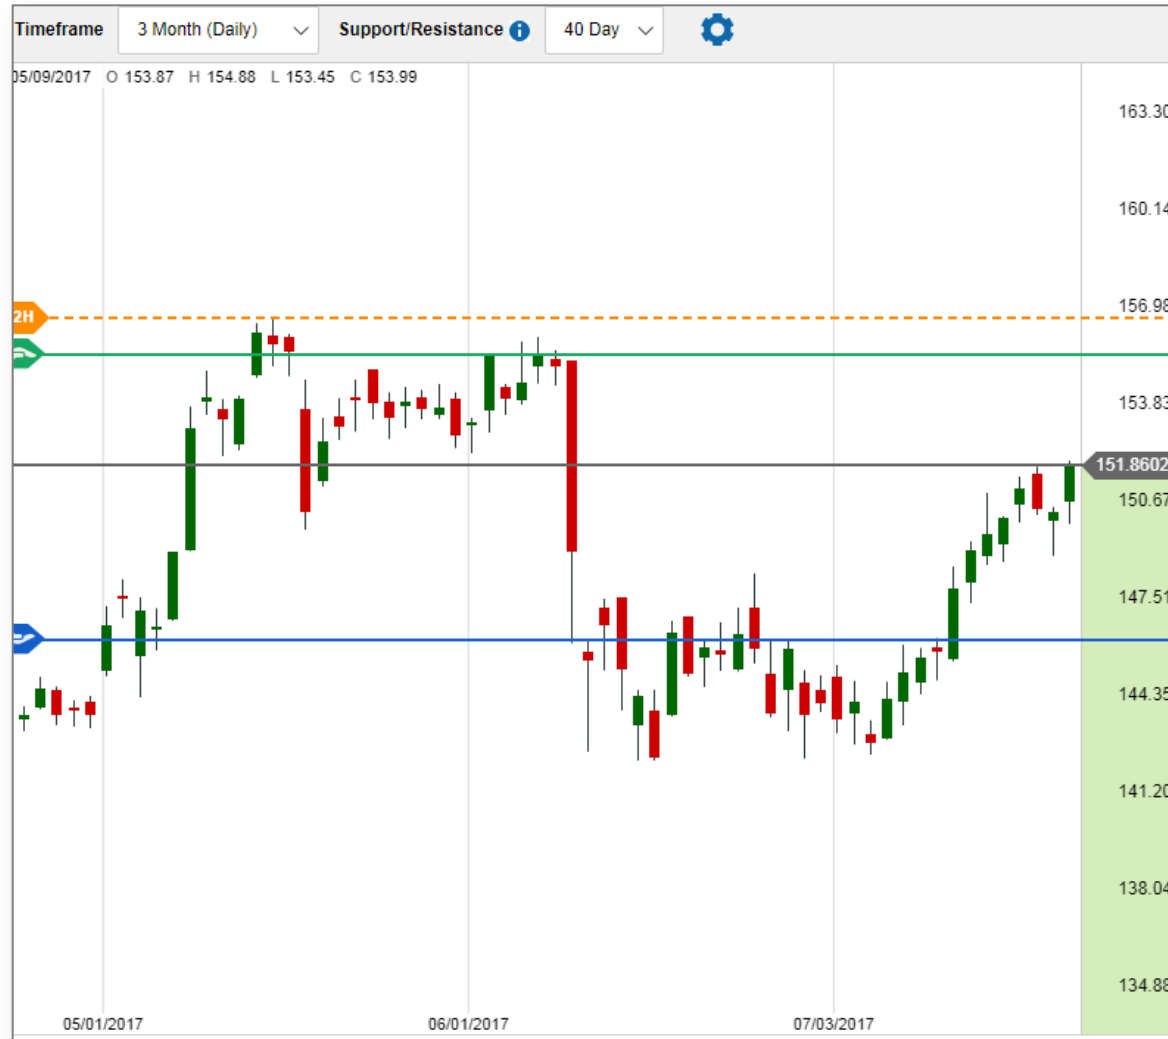 Timeframe 3 Month (Daily) Support/Resistance i 40 Day
05/09/2017 O 153.87 H 154.88 L 153.45 C 153.99
163.30
160.14
156.98
2H
153.83
151.8602
150.67
147.51
144.35
141.20
138.04
134.88
05/01/2017 06/01/2017 07/03/2017